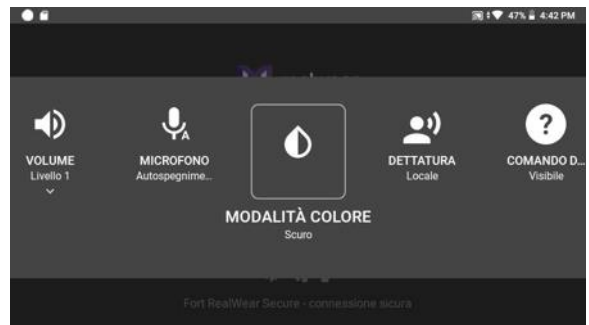 47% 4:42 PM
VOLUME
Livello 1
MICROFONO
Autospegnime...
MODALITÀ COLORE
Scuro
DETTATURA
Locale
COMANDO D...
Visibile
Fort RealWear Secure - connessione sicura